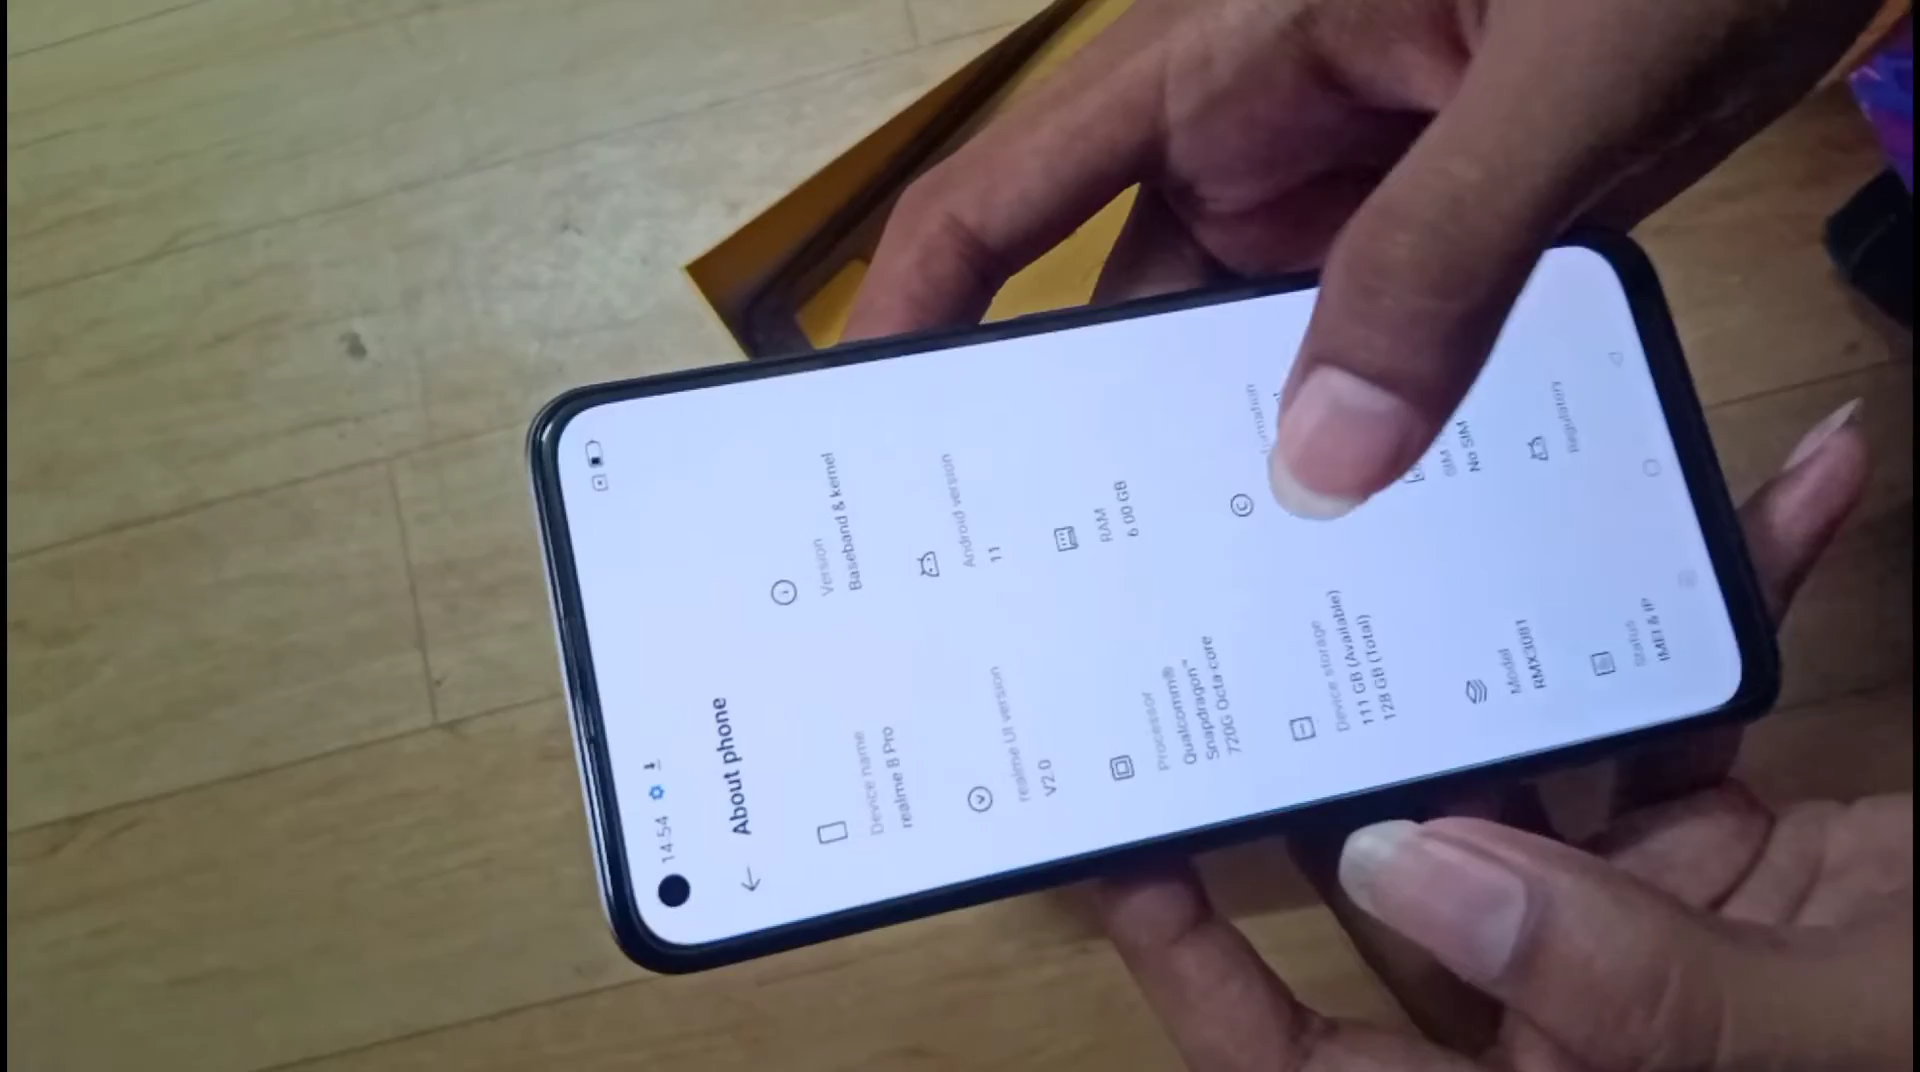 14:54
About phone
Device name
realme 8 Pro
Version
Baseband & kernel
realme UI version
V2.0
Android version
11
Processor
Qualcomm®
Snapdragon™
720G Octa-core
RAM
6.00 GB
Device storage
111 GB (Available)
128 GB (Total)
Model
RMX3081
SIM
No SIM
Status
IMEI & IP
Regulatory